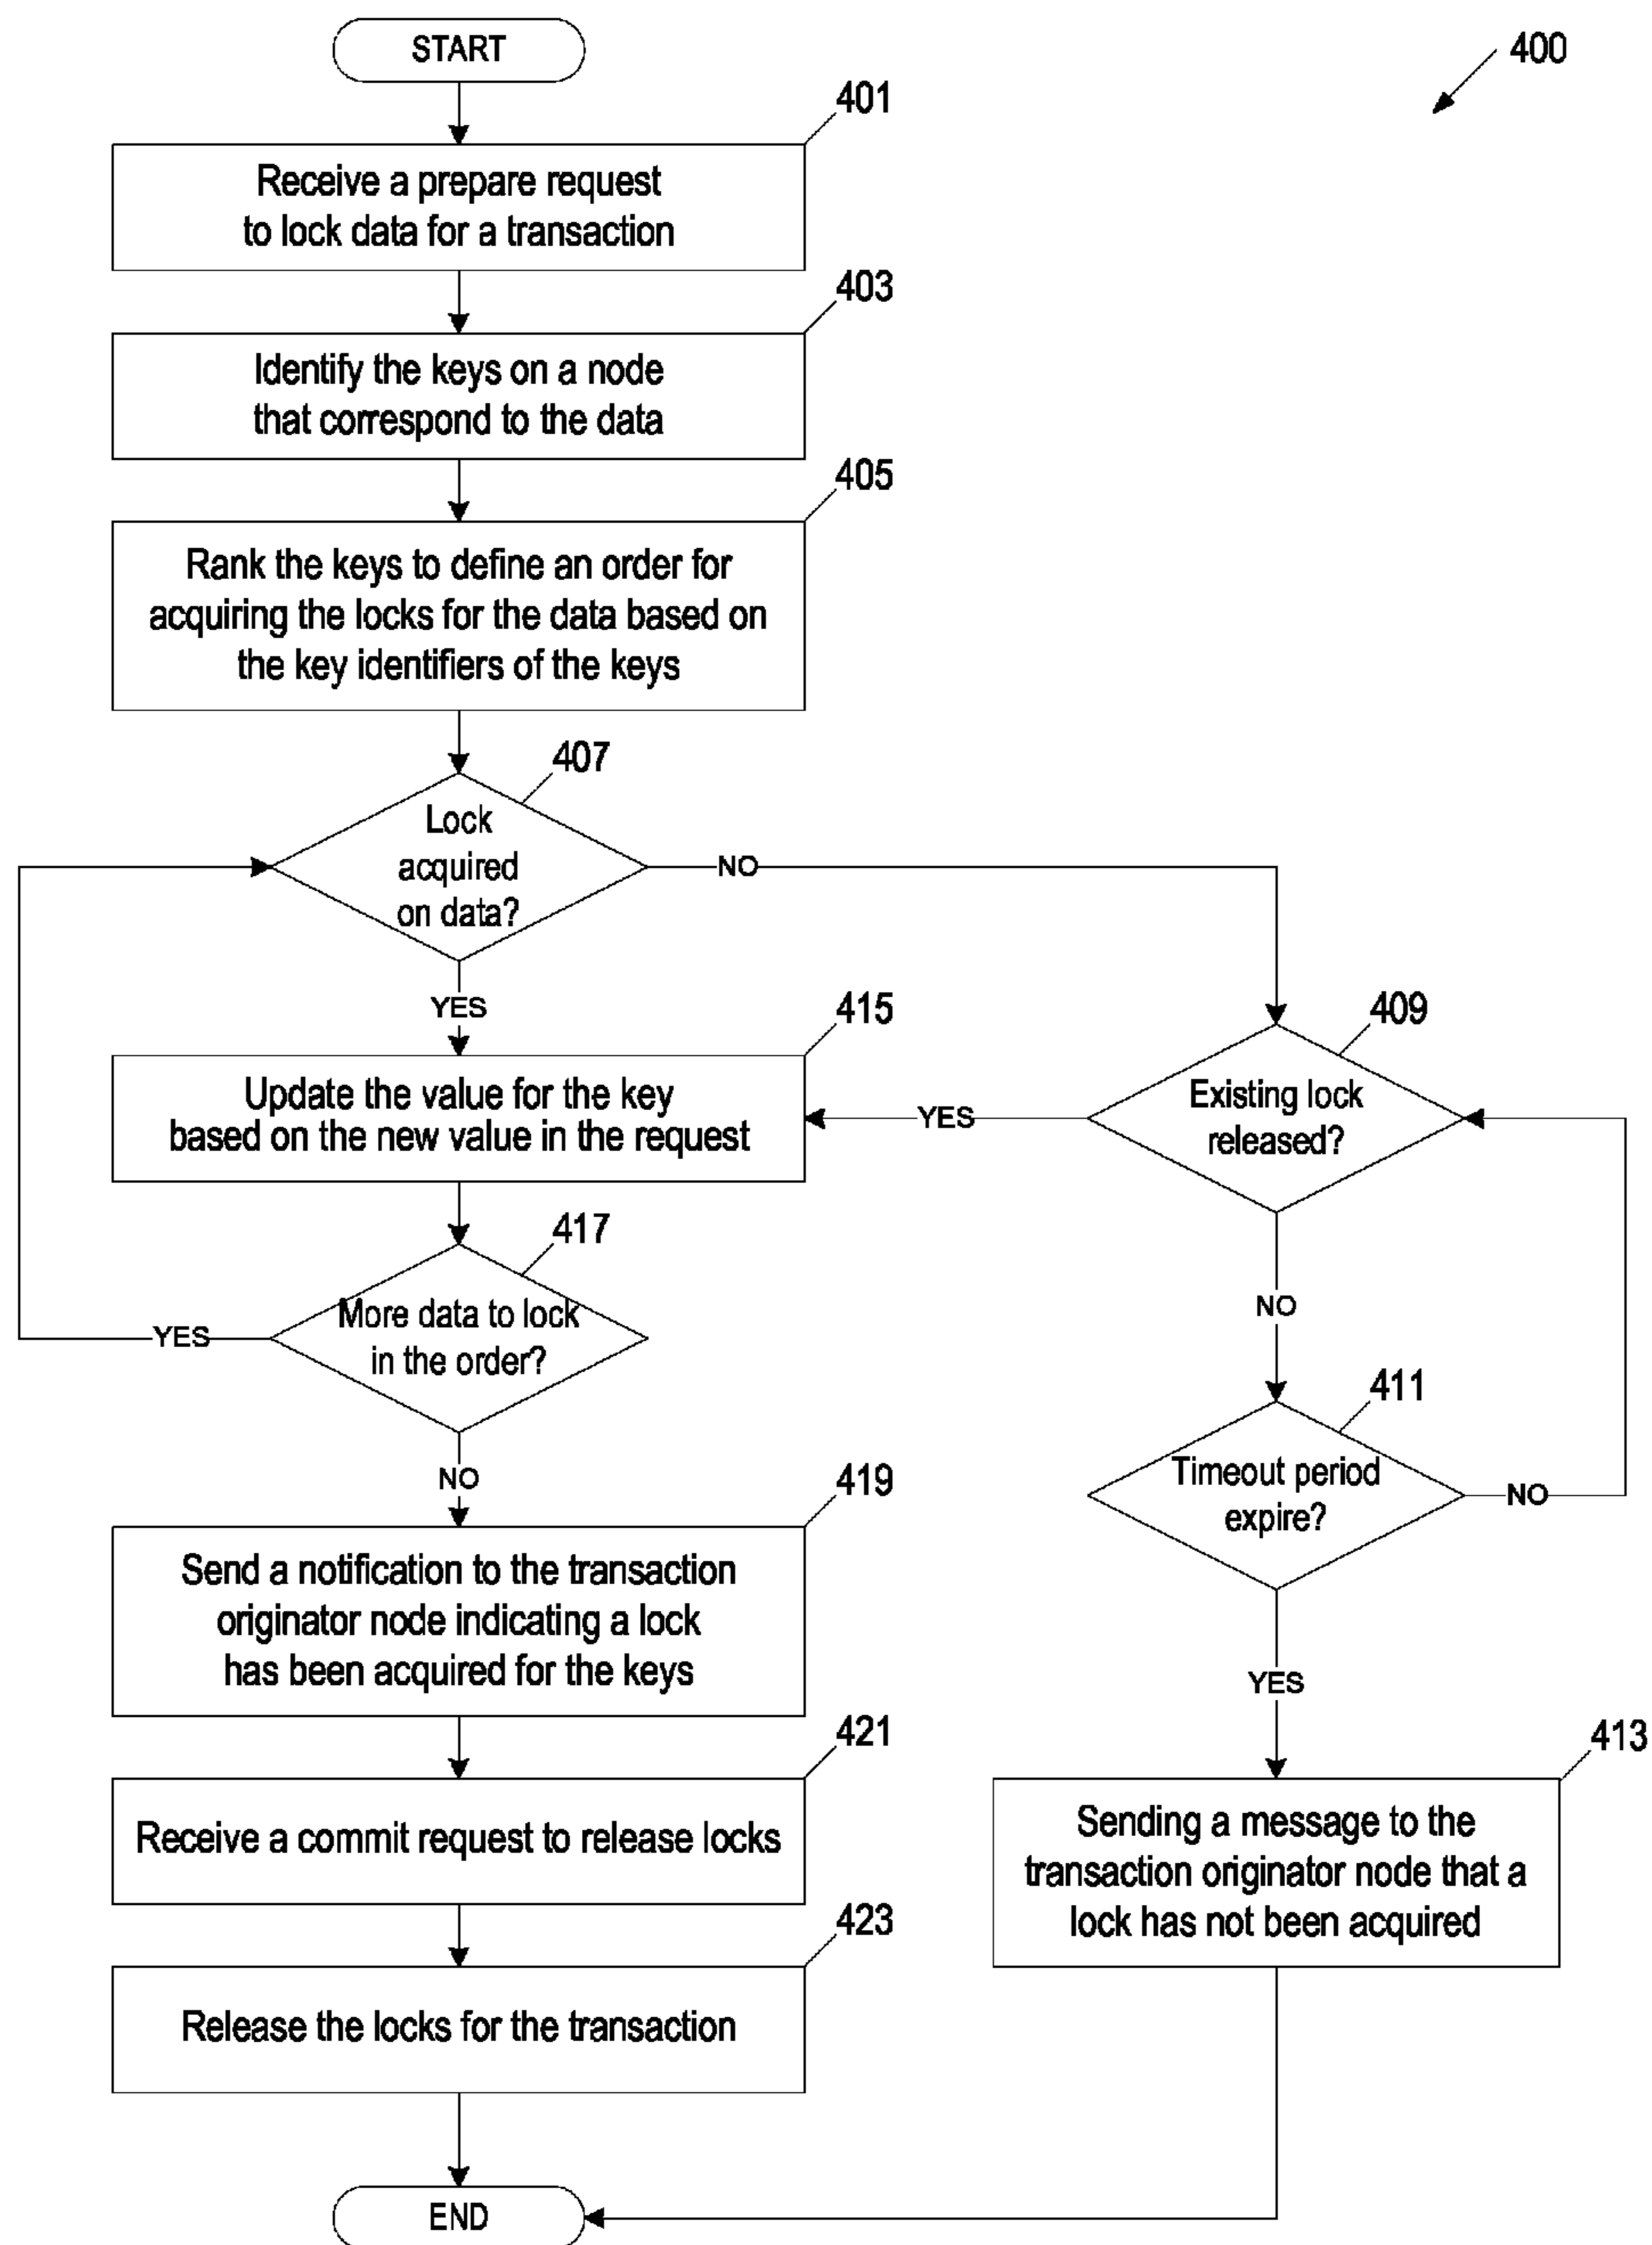 START
400
401
Receive a prepare request
to lock data for a transaction
403
Identify the keys on a node
that correspond to the data
405
Rank the keys to define an order for
acquiring the locks for the data based on
the key identifiers of the keys
407
Lock
acquired
on data?
NO
YES
415
Update the value for the key
based on the new value in the request
YES
409
Existing lock
released?
417
More data to lock
in the order?
YES
NO
NO
411
Timeout period
expire?
NO
YES
419
Send a notification to the transaction
originator node indicating a lock
has been acquired for the keys
421
Receive a commit request to release locks
413
Sending a message to the
transaction originator node that a
lock has not been acquired
423
Release the locks for the transaction
END